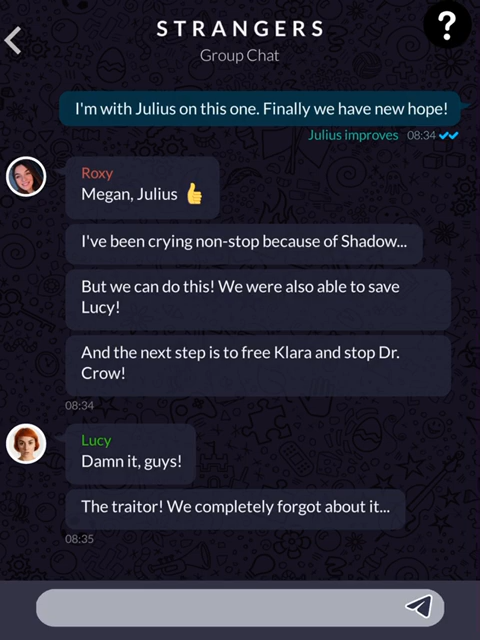 STRANGERS
?
Group Chat
I'm with Julius on this one. Finally we have new hope!
Julius improves 08:34
Roxy
Megan, Julius 👍
I've been crying non-stop because of Shadow...
But we can do this! We were also able to save
Lucy!
And the next step is to free Klara and stop Dr.
Crow!
08:34
Lucy
Damn it, guys!
The traitor! We completely forgot about it...
08:35